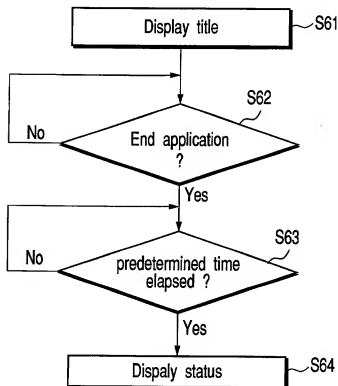 Display title
S61
S62
No
End application
?
Yes
S63
No
predetermined time
elapsed ?
Yes
Dispaly status
S64